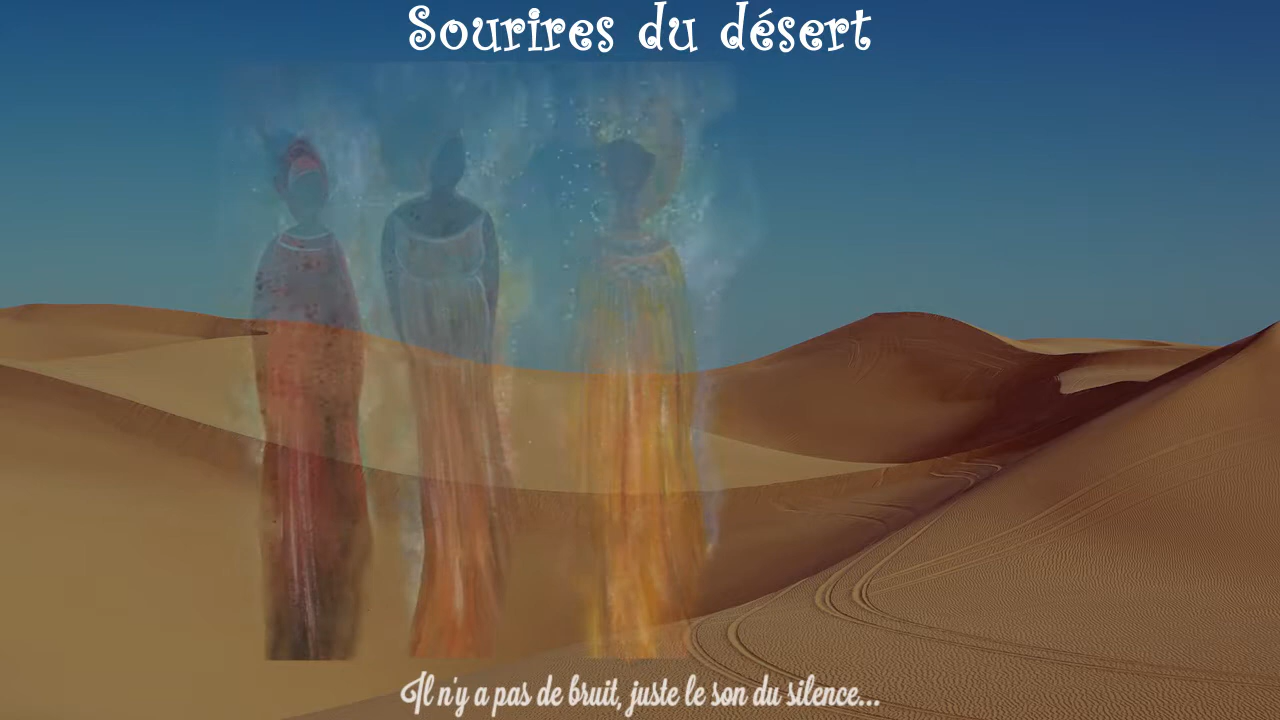 Sourires du désert
Il n'y a pas de bruit, juste le son du silence...